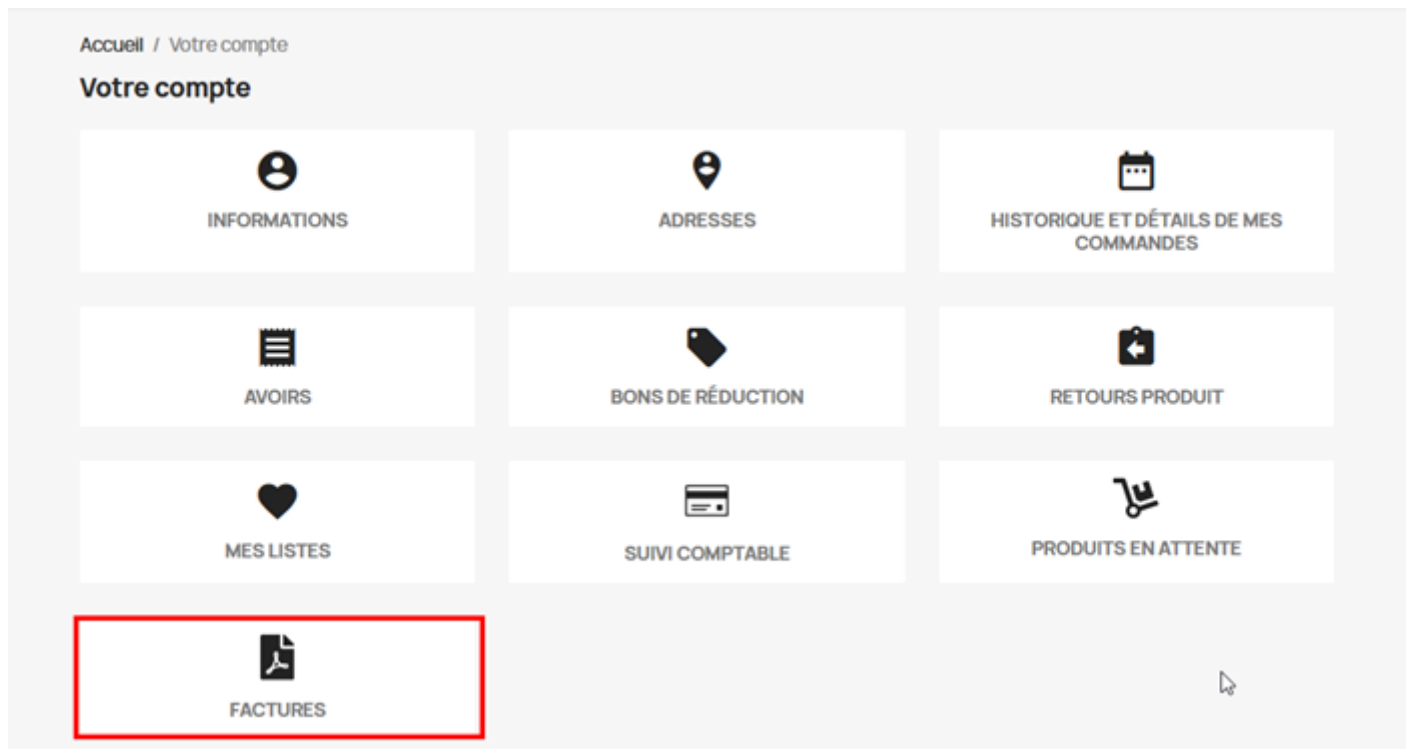 Accueil / Votre compte
Votre compte
INFORMATIONS
ADRESSES
HISTORIQUE ET DÉTAILS DE MES
COMMANDES
AVOIRS
BONS DE RÉDUCTION
RETOURS PRODUIT
MES LISTES
SUIVI COMPTABLE
PRODUITS EN ATTENTE
FACTURES